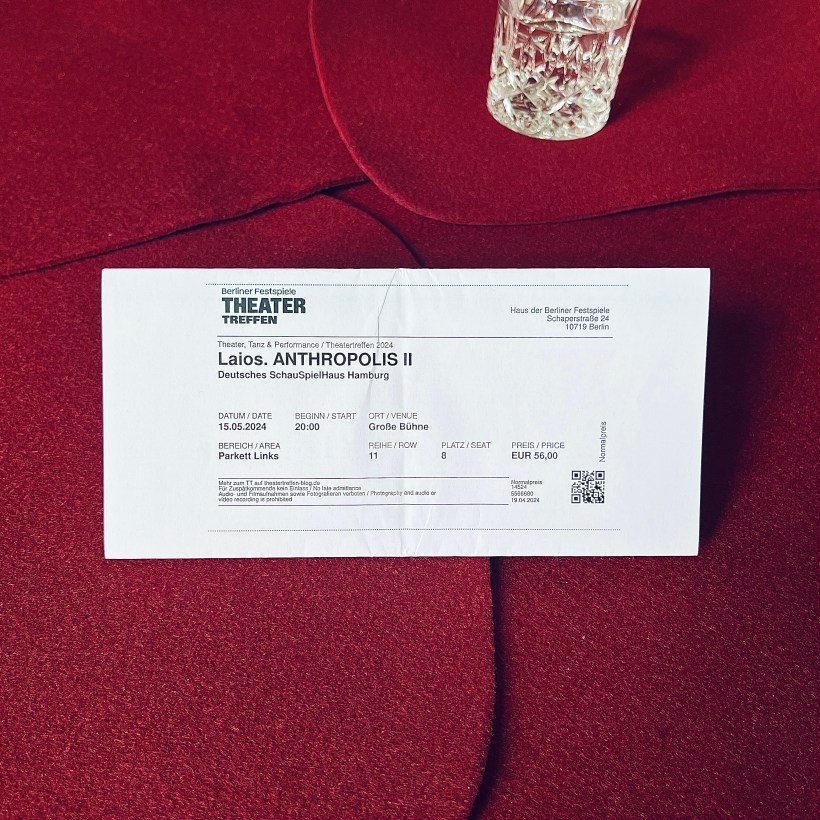 Berliner Festspiele
THEATER
TREFFEN
Haus der Berliner Festspiele
Schaperstraße 24
10719 Berlin
Theater, Tanz & Performance / Theatertreffen 2024
Laios. ANTHROPOLIS II
Deutsches SchauSpielHaus Hamburg
DATUM / DATE BEGINN / START ORT / VENUE
15.05.2024 20:00 Große Bühne
BEREICH / AREA REIHE / ROW PLATZ / SEAT PREIS / PRICE
Parkett Links 11 8 EUR 56,00
Normalpreis
Mehr zum TT auf theatertreffen-blog.de
Für Zuspätkommende kein Einlass / No late admittance
Audio- und Filmaufnahmen sowie Fotografieren verboten / Photography and audio or
video recording is prohibited
Normalpreis
14524
5566980
19.04.2024